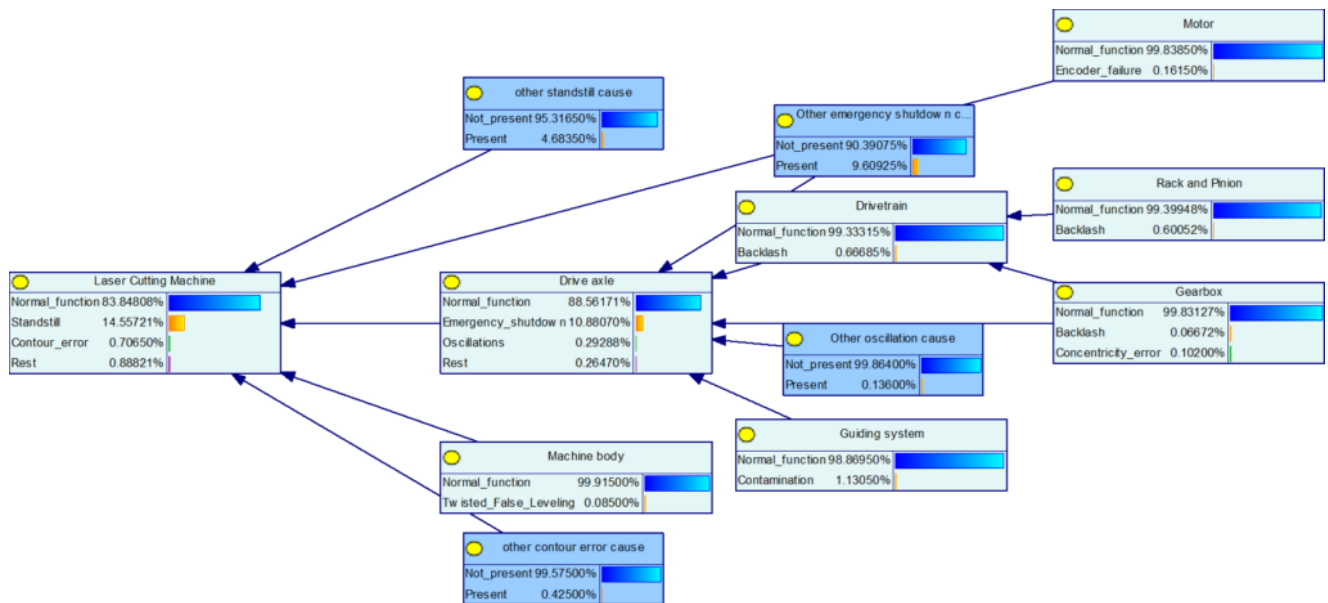 Motor
Normal_function 99.83850%
Encoder_failure 0.16150%
other standstill cause
Not_present 95.31650%
Present 4.68350%
Other emergency shutdow n c...
Not_present 90.39075%
Present 9.60925%
Rack and Pinion
Normal_function 99.39948%
Backlash 0.60052%
Drivetrain
Normal_function 99.33315%
Backlash 0.66685%
Laser Cutting Machine
Normal_function 83.84808%
Standstill 14.55721%
Contour_error 0.70650%
Rest 0.88821%
Drive axle
Normal_function 88.56171%
Emergency_shutdow n 10.88070%
Oscillations 0.29288%
Rest 0.26470%
Gearbox
Normal_function 99.83127%
Backlash 0.06672%
Concentricity_error 0.10200%
Other oscillation cause
Not_present 99.86400%
Present 0.13600%
Guiding system
Normal_function 98.86950%
Contamination 1.13050%
Machine body
Normal_function 99.91500%
Tw isted_False_Leveling 0.08500%
other contour error cause
Not_present 99.57500%
Present 0.42500%